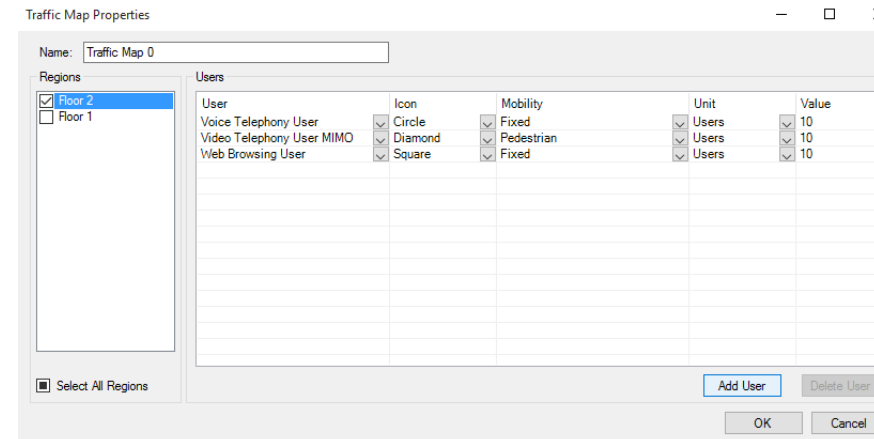 Traffic Map Properties
Name: Traffic Map 0
Regions
Floor 2
Floor 1
Select All Regions
Users
User Icon Mobility Unit Value
Voice Telephony User Circle Fixed Users 10
Video Telephony User MIMO Diamond Pedestrian Users 10
Web Browsing User Square Fixed Users 10
Add User Delete User
OK Cancel